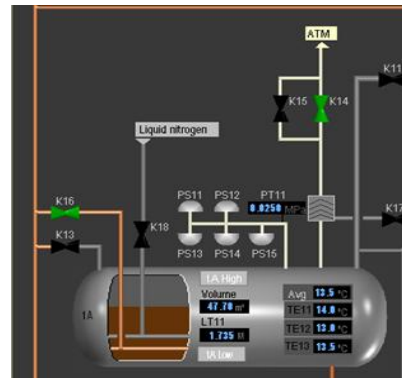 ATM
K11
K15
K14
Liquid nitrogen
PS11
PS12
PT11
0.0250 MPa
K16
K18
K17
K13
PS13
PS14
PS15
1A High
Avg
13.5 °C
1A
Volume
47.70 m³
TE11
14.0 °C
LT11
TE12
13.0 °C
1.735 M
TE13
13.5 °C
1A Low